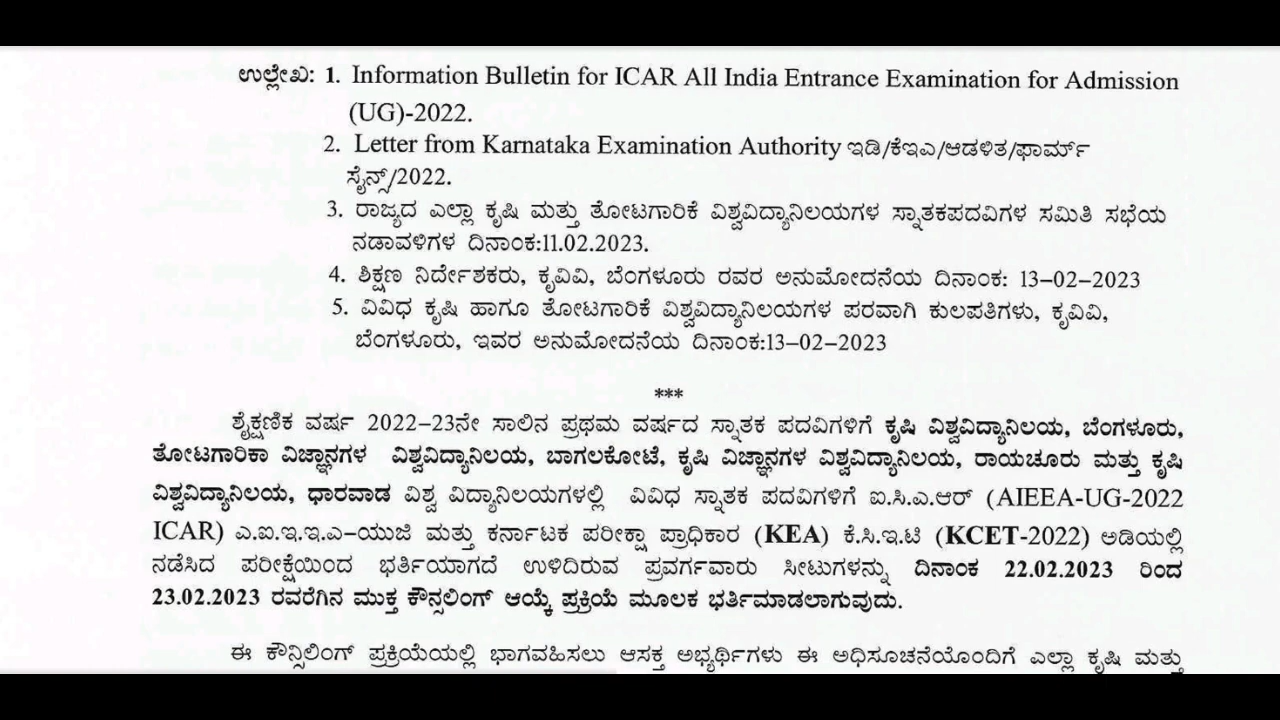 ಉಲ್ಲೇಖ: 1. Information Bulletin for ICAR All India Entrance Examination for Admission
(UG)-2022.
2. Letter from Karnataka Examination Authority ಇಡಿ/ಕೆಇಎ/ಆಡಳಿತ/ಫಾರ್ಮ್
ಸೈನ್ಸ್/2022.
3. ರಾಜ್ಯದ ಎಲ್ಲಾ ಕೃಷಿ ಮತ್ತು ತೋಟಗಾರಿಕೆ ವಿಶ್ವವಿದ್ಯಾನಿಲಯಗಳ ಸ್ನಾತಕಪದವಿಗಳ ಸಮಿತಿ ಸಭೆಯ
ನಡಾವಳಿಗಳ ದಿನಾಂಕ:11.02.2023.
4. ಶಿಕ್ಷಣ ನಿರ್ದೇಶಕರು, ಕೃವಿವಿ, ಬೆಂಗಳೂರು ರವರ ಅನುಮೋದನೆಯ ದಿನಾಂಕ: 13-02-2023
5. ವಿವಿಧ ಕೃಷಿ ಹಾಗೂ ತೋಟಗಾರಿಕೆ ವಿಶ್ವವಿದ್ಯಾನಿಲಯಗಳ ಪರವಾಗಿ ಕುಲಪತಿಗಳು, ಕೃವಿವಿ,
ಬೆಂಗಳೂರು, ಇವರ ಅನುಮೋದನೆಯ ದಿನಾಂಕ:13-02-2023
***
ಶೈಕ್ಷಣಿಕ ವರ್ಷ 2022-23ನೇ ಸಾಲಿನ ಪ್ರಥಮ ವರ್ಷದ ಸ್ನಾತಕ ಪದವಿಗಳಿಗೆ ಕೃಷಿ ವಿಶ್ವವಿದ್ಯಾನಿಲಯ, ಬೆಂಗಳೂರು,
ತೋಟಗಾರಿಕಾ ವಿಜ್ಞಾನಗಳ ವಿಶ್ವವಿದ್ಯಾನಿಲಯ, ಬಾಗಲಕೋಟೆ, ಕೃಷಿ ವಿಜ್ಞಾನಗಳ ವಿಶ್ವವಿದ್ಯಾನಿಲಯ, ರಾಯಚೂರು ಮತ್ತು ಕೃಷಿ
ವಿಶ್ವವಿದ್ಯಾನಿಲಯ, ಧಾರವಾಡ ವಿಶ್ವ ವಿದ್ಯಾನಿಲಯಗಳಲ್ಲಿ ವಿವಿಧ ಸ್ನಾತಕ ಪದವಿಗಳಿಗೆ ಐ.ಸಿ.ಎ.ಆರ್ (AIEEA-UG-2022
ICAR) ಎ.ಐ.ಇ.ಇ.ಎ-ಯುಜಿ ಮತ್ತು ಕರ್ನಾಟಕ ಪರೀಕ್ಷಾ ಪ್ರಾಧಿಕಾರ (KEA) ಕೆ.ಸಿ.ಇ.ಟಿ (KCET-2022) ಅಡಿಯಲ್ಲಿ
ನಡೆಸಿದ ಪರೀಕ್ಷೆಯಿಂದ ಭರ್ತಿಯಾಗದೆ ಉಳಿದಿರುವ ಪ್ರವರ್ಗವಾರು ಸೀಟುಗಳನ್ನು ದಿನಾಂಕ 22.02.2023 ರಿಂದ
23.02.2023 ರವರೆಗಿನ ಮುಕ್ತ ಕೌನ್ಸಲಿಂಗ್ ಆಯ್ಕೆ ಪ್ರಕ್ರಿಯೆ ಮೂಲಕ ಭರ್ತಿಮಾಡಲಾಗುವುದು.
ಈ ಕೌನ್ಸಿಲಿಂಗ್ ಪ್ರಕ್ರಿಯೆಯಲ್ಲಿ ಭಾಗವಹಿಸಲು ಆಸಕ್ತ ಅಭ್ಯರ್ಥಿಗಳು ಈ ಅಧಿಸೂಚನೆಯೊಂದಿಗೆ ಎಲ್ಲಾ ಕೃಷಿ ಮತ್ತು